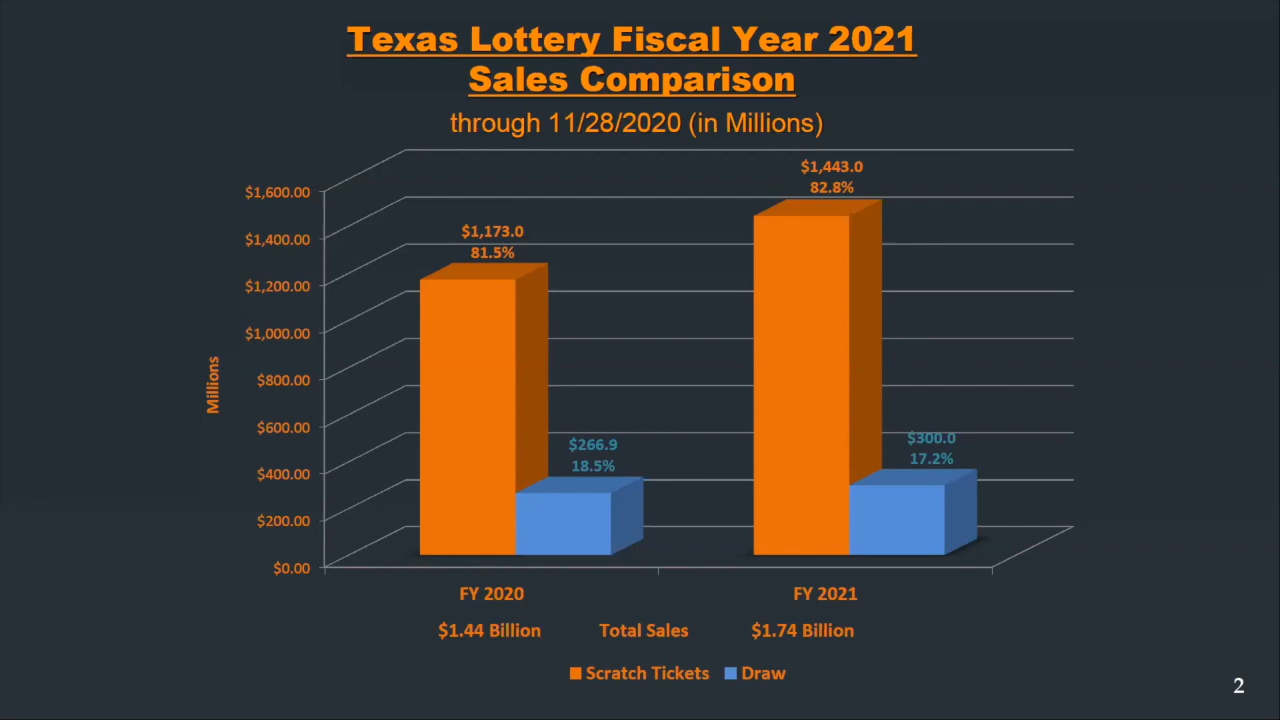 Texas Lottery Fiscal Year 2021
Sales Comparison
through 11/28/2020 (in Millions)
$1,600.00
$1,400.00
$1,200.00
$1,000.00
$800.00
$600.00
$400.00
$200.00
$0.00
Millions
$1,173.0
81.5%
$266.9
18.5%
$1,443.0
82.8%
$300.0
17.2%
FY 2020 FY 2021
$1.44 Billion Total Sales $1.74 Billion
Scratch Tickets Draw
2